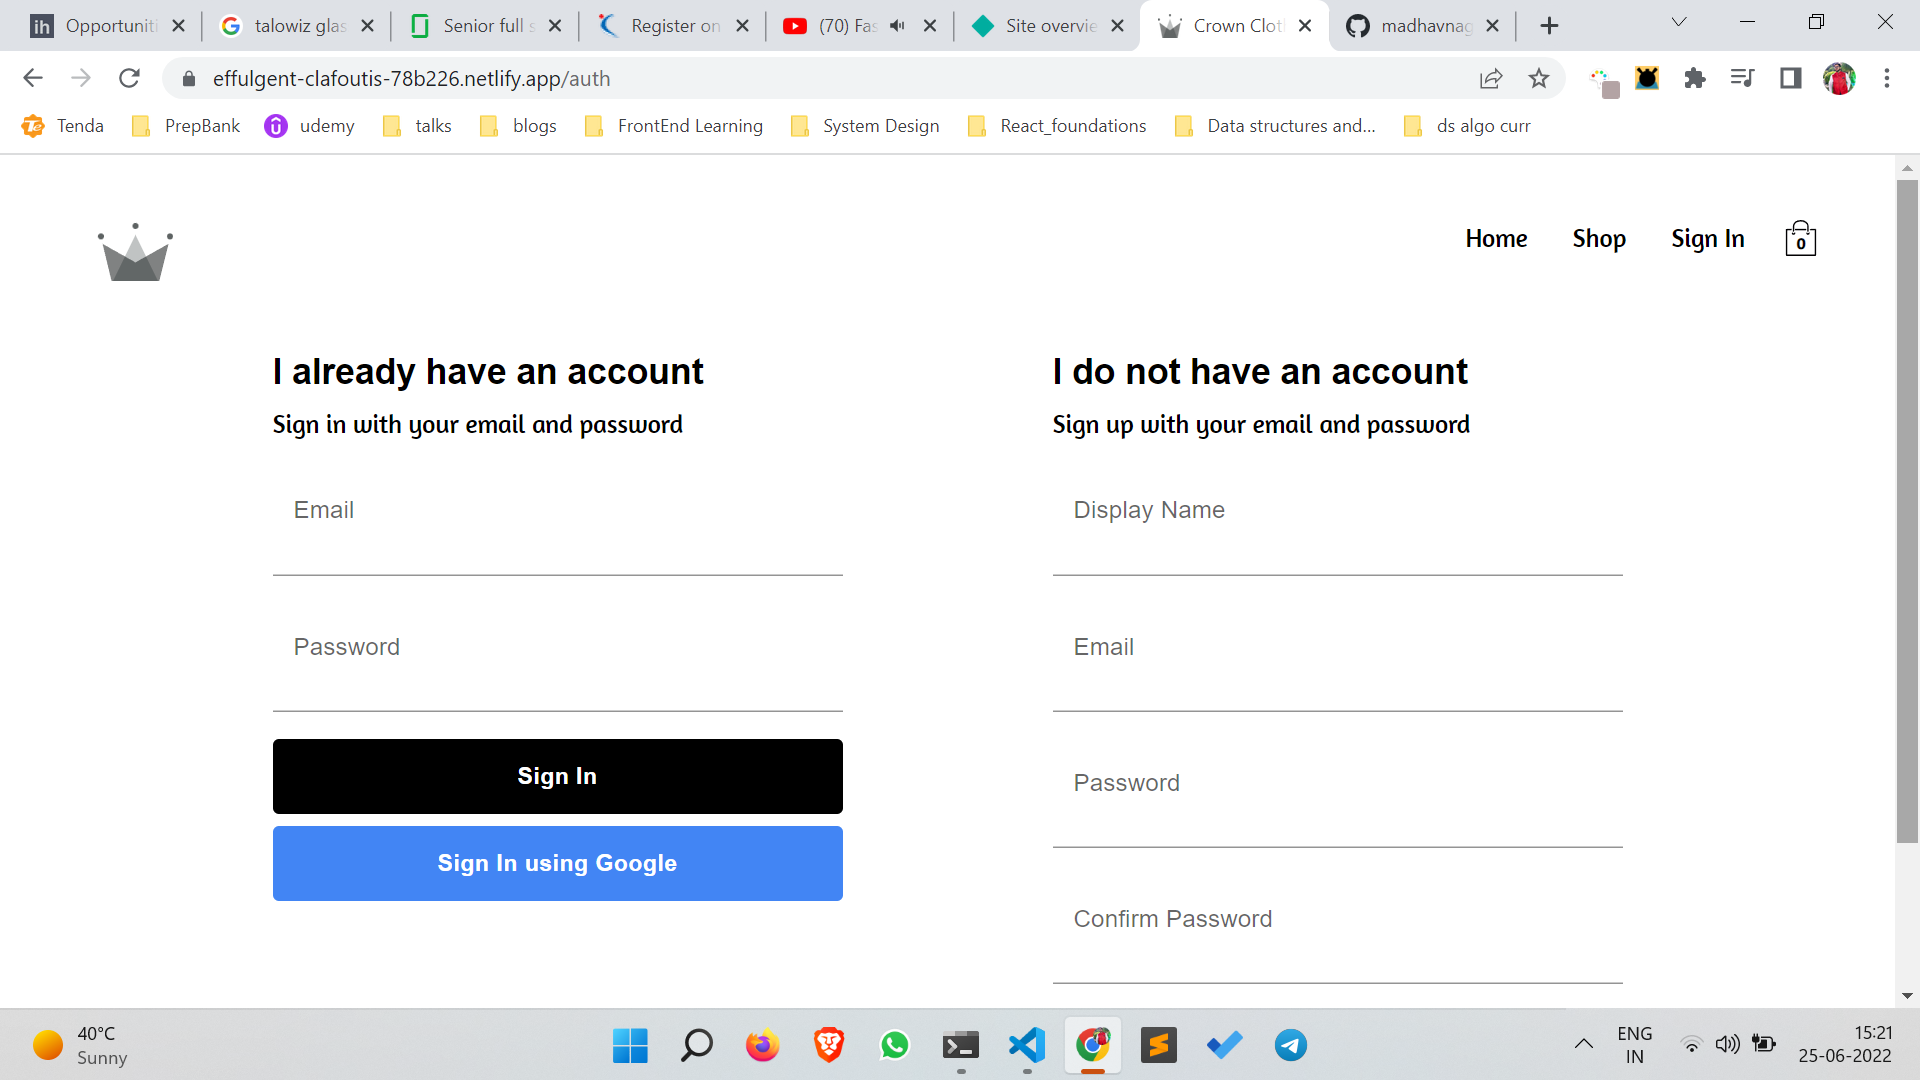 Opportuniti
talowiz glas
Senior full s
Register on
(70) Fas
Site overvie
Crown Clot
madhavnag
effulgent-clafoutis-78b226.netlify.app/auth
Tenda
PrepBank
udemy
talks
blogs
FrontEnd Learning
System Design
React_foundations
Data structures and...
ds algo curr
Home
Shop
Sign In
0
I already have an account
Sign in with your email and password
Email
Password
Sign In
Sign In using Google
I do not have an account
Sign up with your email and password
Display Name
Email
Password
Confirm Password
40°C
Sunny
ENG
IN
15:21
25-06-2022